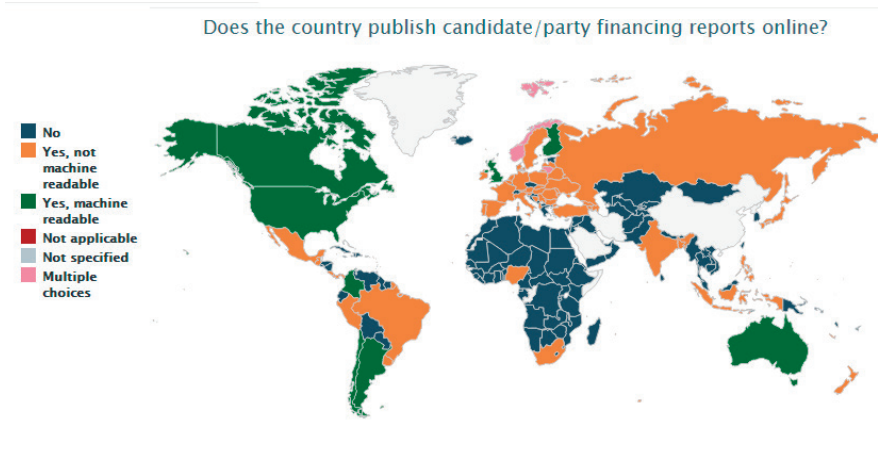 Does the country publish candidate/party financing reports online?
No
Yes, not
machine
readable
Yes, machine
readable
Not applicable
Not specified
Multiple
choices